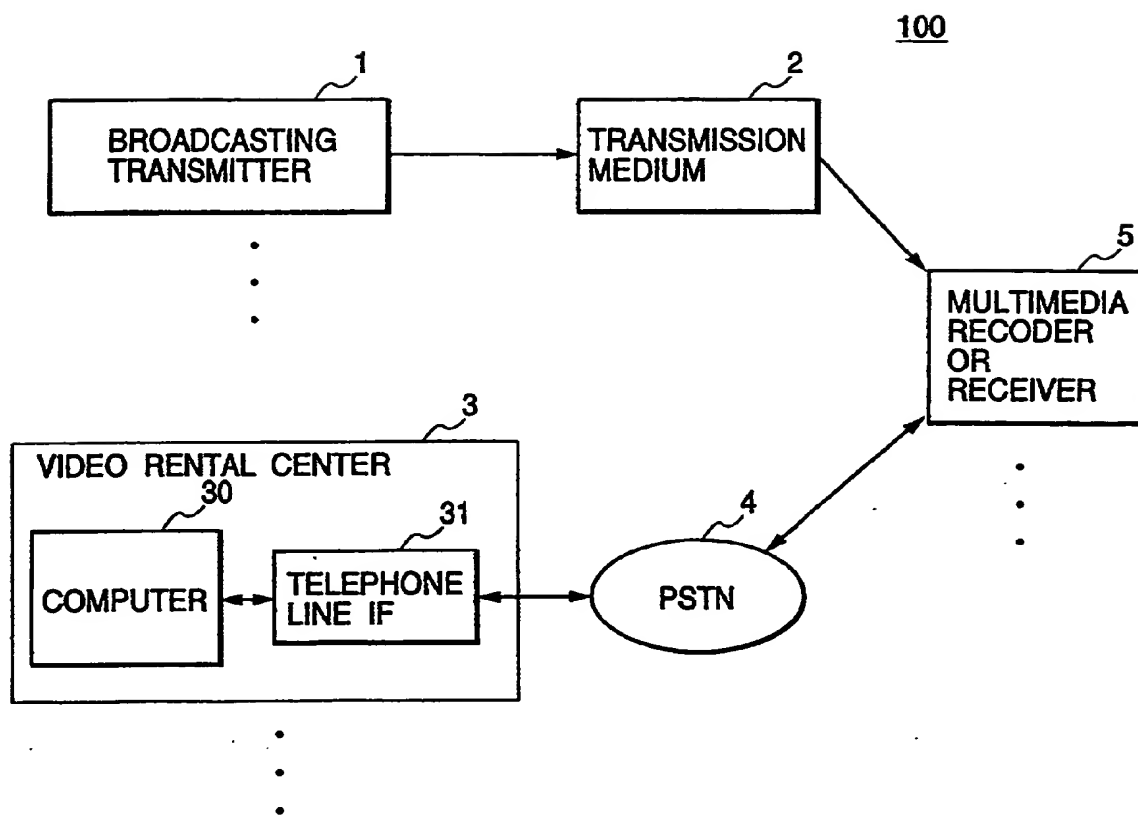 100
1
BROADCASTING
TRANSMITTER
2
TRANSMISSION
MEDIUM
5
MULTIMEDIA
RECODER
OR
RECEIVER
3
VIDEO RENTAL CENTER
30
COMPUTER
31
TELEPHONE
LINE IF
4
PSTN